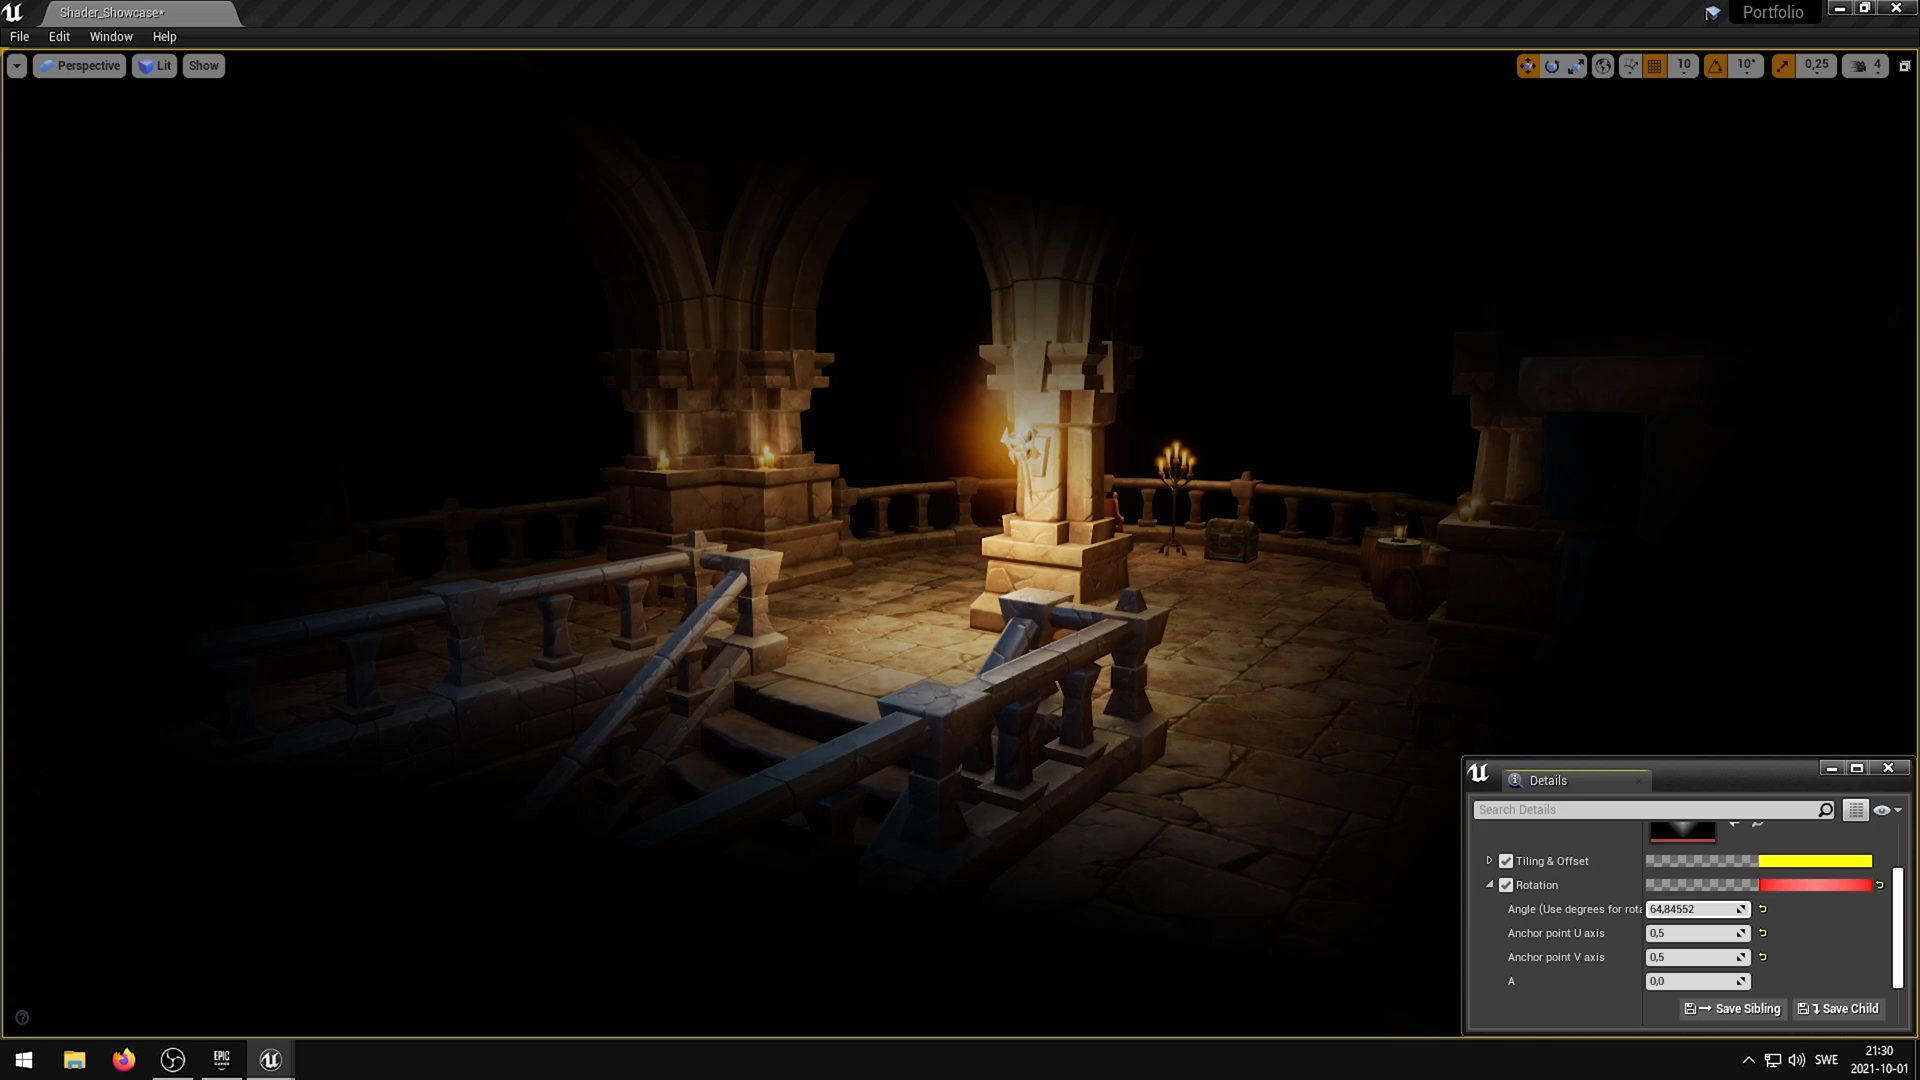 Shader_Showcase*
Portfolio
File Edit Window Help
Perspective Lit Show
10 10° 0,25 4
Details
Search Details
Tiling & Offset
Rotation
Angle (Use degrees for rota 64,84552
Anchor point U axis 0,5
Anchor point V axis 0,5
A 0,0
Save Sibling Save Child
EPIC
GAMES
SWE
21:30
2021-10-01